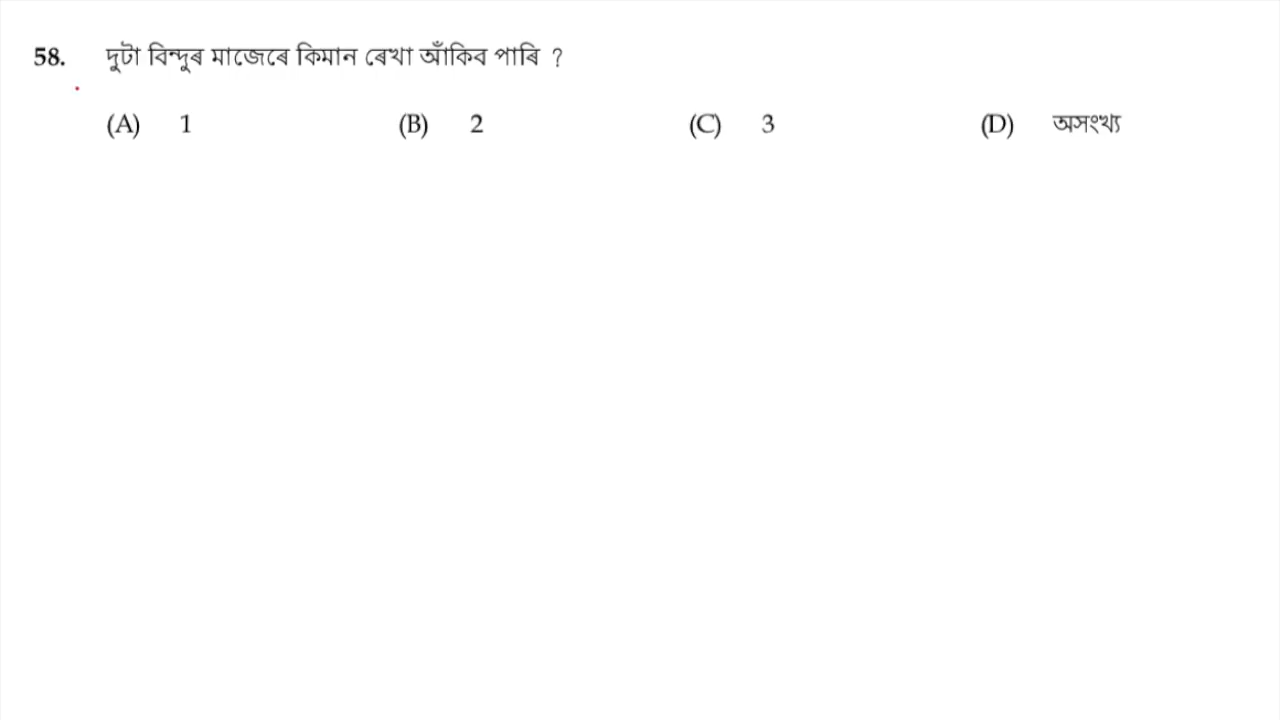 58. দুটা বিন্দুৰ মাজেৰে কিমান ৰেখা আঁকিব পাৰি ?
(A) 1 (B) 2 (C) 3 (D) অসংখ্য